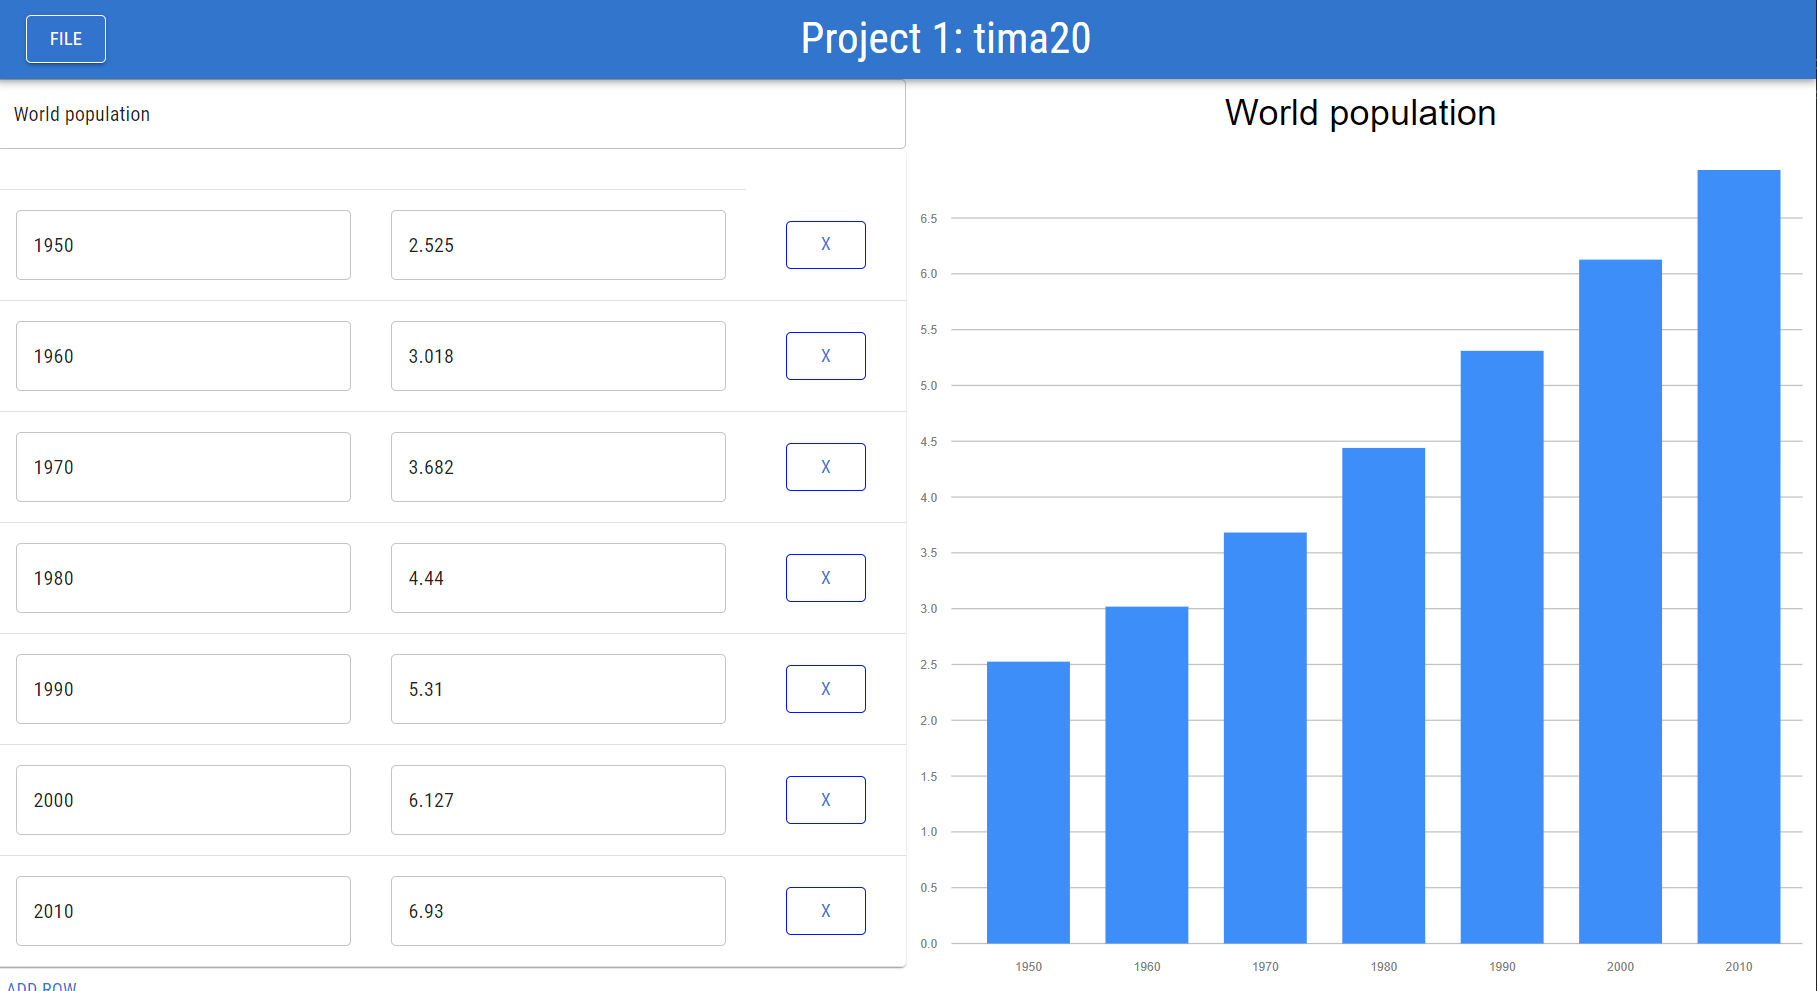 FILE
Project 1: tima20
World population
1950 2.525 X
1960 3.018 X
1970 3.682 X
1980 4.44 X
1990 5.31 X
2000 6.127 X
2010 6.93 X
ADD ROW
World population
6.5
6.0
5.5
5.0
4.5
4.0
3.5
3.0
2.5
2.0
1.5
1.0
0.5
0.0
1950 1960 1970 1980 1990 2000 2010